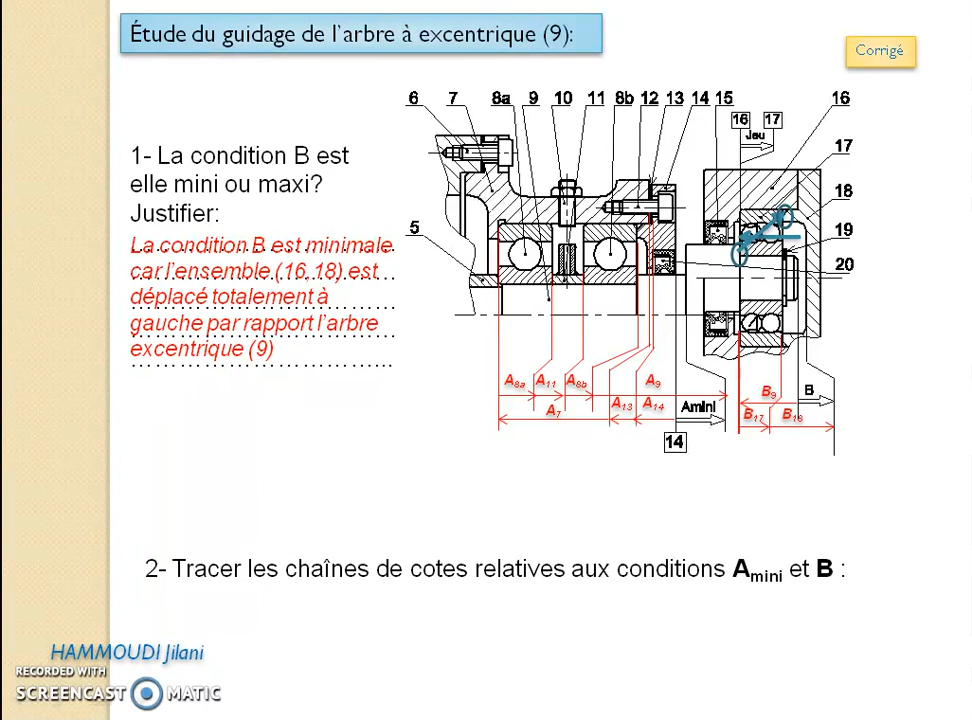 Étude du guidage de l'arbre à excentrique (9):
Corrigé
6 7 8a 9 10 11 8b 12 13 14 15 16
16 17
Jeu
17
18
19
20
5
1- La condition B est
elle mini ou maxi?
Justifier:
La condition B est minimale
car l'ensemble (16,18) est
déplacé totalement à
gauche par rapport l'arbre
excentrique (9)
A8a A11 A8b A9
A7 A13 A14 Amini
14
B9 B
B17 B18
2- Tracer les chaînes de cotes relatives aux conditions Amini et B :
HAMMOUDI Jilani
RECORDED WITH
SCREENCAST MATIC